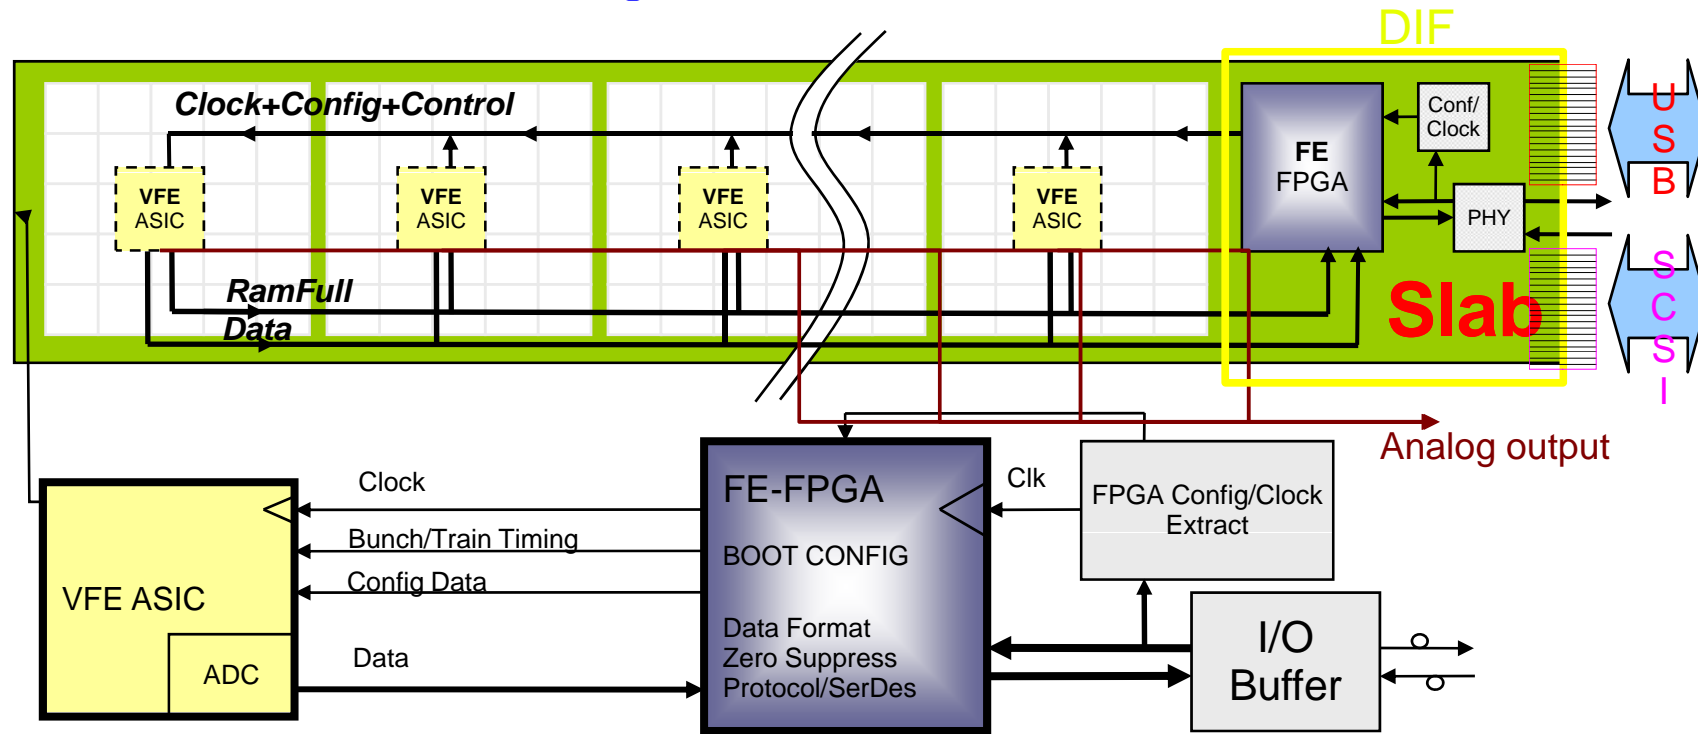 DIF
Clock+Config+Control
VFE
ASIC
VFE
ASIC
VFE
ASIC
VFE
ASIC
FE
FPGA
Conf/
Clock
PHY
USB
RamFull
Data
Slab
SCSI
Analog output
Clock
Bunch/Train Timing
Config Data
VFE ASIC
ADC
Data
FE-FPGA
BOOT CONFIG
Data Format
Zero Suppress
Protocol/SerDes
Clk
FPGA Config/Clock
Extract
I/O
Buffer